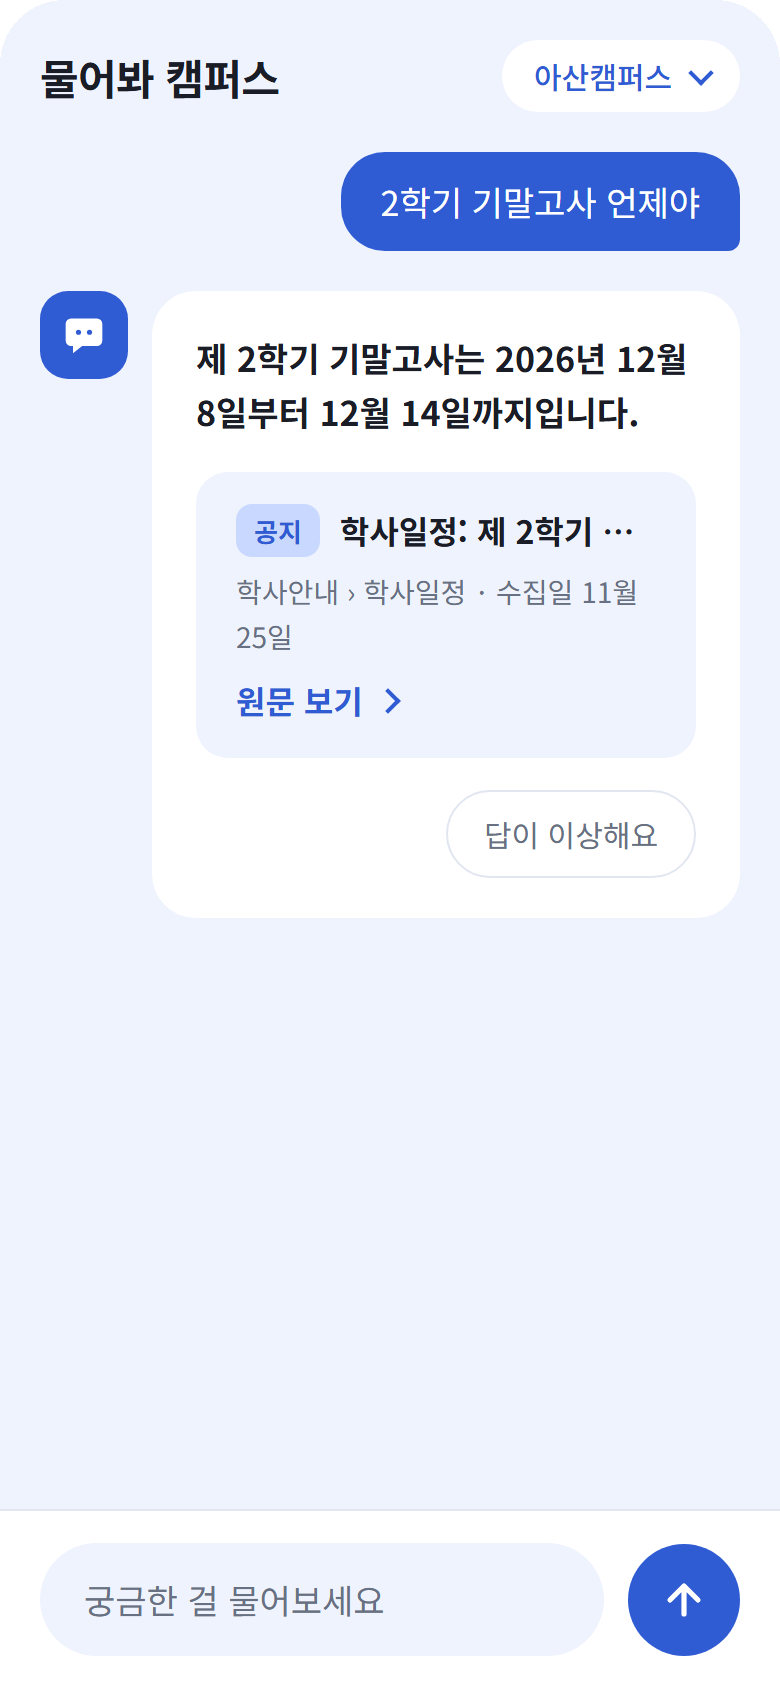 물어봐 캠퍼스
아산캠퍼스
2학기 기말고사 언제야
제 2학기 기말고사는 2026년 12월
8일부터 12월 14일까지입니다.
공지 학사일정: 제 2학기 …
학사안내 › 학사일정 · 수집일 11월
25일
원문 보기
답이 이상해요
궁금한 걸 물어보세요